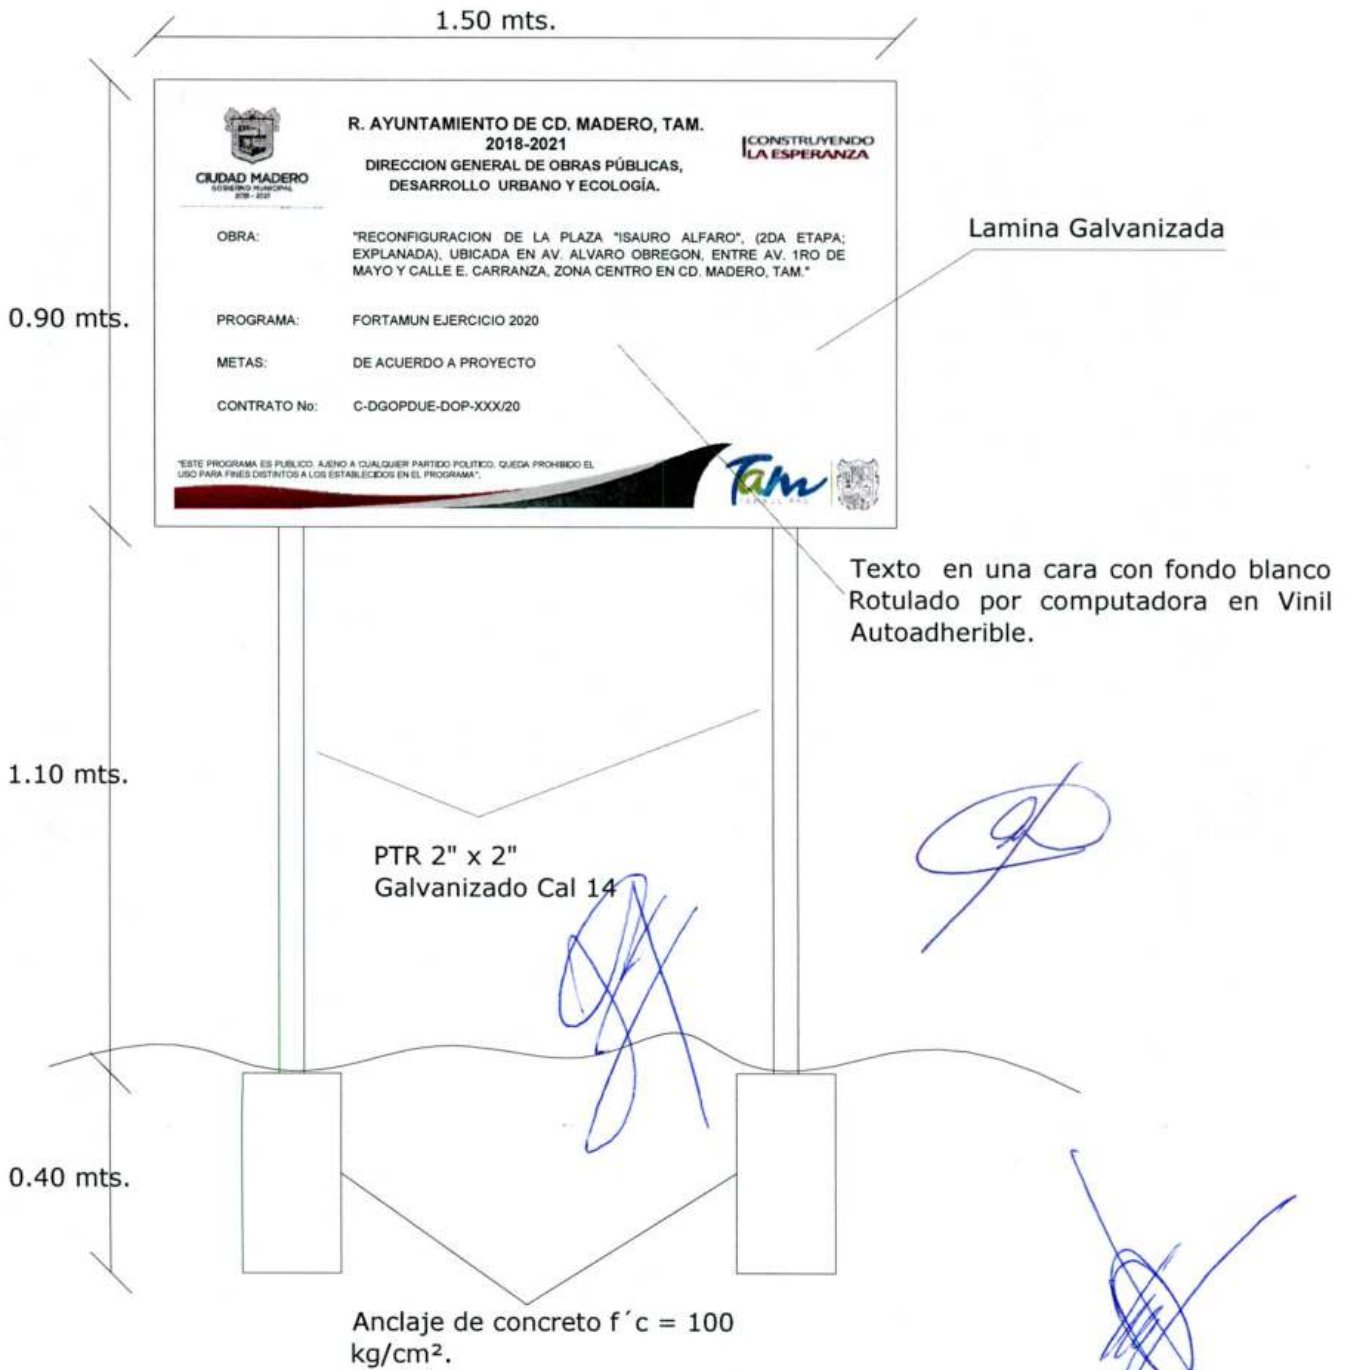 1.50 mts.
R. AYUNTAMIENTO DE CD. MADERO, TAM.
2018-2021
DIRECCION GENERAL DE OBRAS PÚBLICAS,
DESARROLLO URBANO Y ECOLOGÍA.
CONSTRUYENDO
LA ESPERANZA
CIUDAD MADERO
GOBIERNO MUNICIPAL
2018 - 2021
OBRA:
"RECONFIGURACION DE LA PLAZA "ISAURO ALFARO", (2DA ETAPA;
EXPLANADA), UBICADA EN AV. ALVARO OBREGON, ENTRE AV. 1RO DE
MAYO Y CALLE E. CARRANZA, ZONA CENTRO EN CD. MADERO, TAM."
Lamina Galvanizada
0.90 mts.
PROGRAMA: FORTAMUN EJERCICIO 2020
METAS: DE ACUERDO A PROYECTO
CONTRATO No: C-DGOPDUE-DOP-XXX/20
"ESTE PROGRAMA ES PUBLICO. AJENO A CUALQUIER PARTIDO POLITICO. QUEDA PROHIBIDO EL
USO PARA FINES DISTINTOS A LOS ESTABLECIDOS EN EL PROGRAMA".
Tam
TAMAULIPAS
Texto en una cara con fondo blanco
Rotulado por computadora en Vinil
Autoadherible.
1.10 mts.
PTR 2" x 2"
Galvanizado Cal 14
0.40 mts.
Anclaje de concreto f´c = 100
kg/cm².